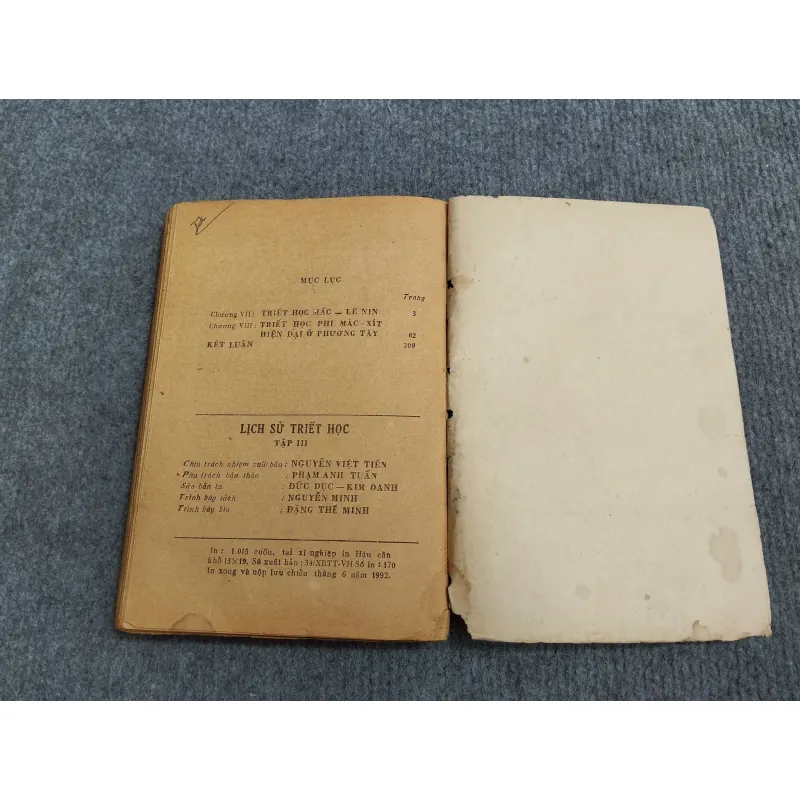 MỤC LỤC
Trang
Chương VII: TRIẾT HỌC MÁC — LÊ NIN 3
Chương VIII: TRIẾT HỌC PHI MÁC-XÍT
HIỆN ĐẠI Ở PHƯƠNG TÂY 62
KẾT LUẬN 209
LỊCH SỬ TRIẾT HỌC
TẬP III
Chịu trách nhiệm xuất bản: NGUYỄN VIỆT TIẾN
Phụ trách bản thảo : PHẠM ANH TUẤN
Sửa bản in : ĐỨC DỤC — KIM OANH
Trình bày sách : NGUYỄN MINH
Trình bày bìa : ĐẶNG THẾ MINH
In: 1.015 cuốn, tại xí nghiệp in Hậu cần
khổ 13×19. Số xuất bản: 39/XBTT-VH Số in: 170
In xong và nộp lưu chiểu tháng 6 năm 1992.